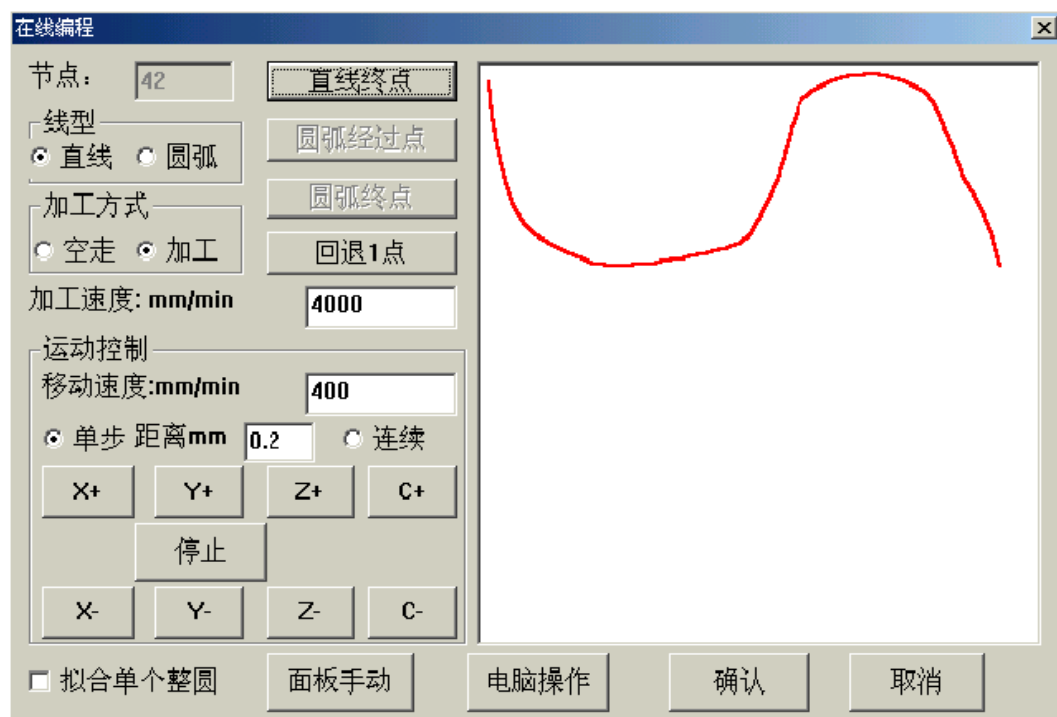 在线编程
节点： 42 直线终点
线型
直线 圆弧
圆弧经过点
加工方式
圆弧终点
空走 加工
回退1点
加工速度: mm/min 4000
运动控制
移动速度:mm/min 400
单步 距离mm 0.2 连续
X+ Y+ Z+ C+
停止
X- Y- Z- C-
拟合单个整圆 面板手动 电脑操作 确认 取消